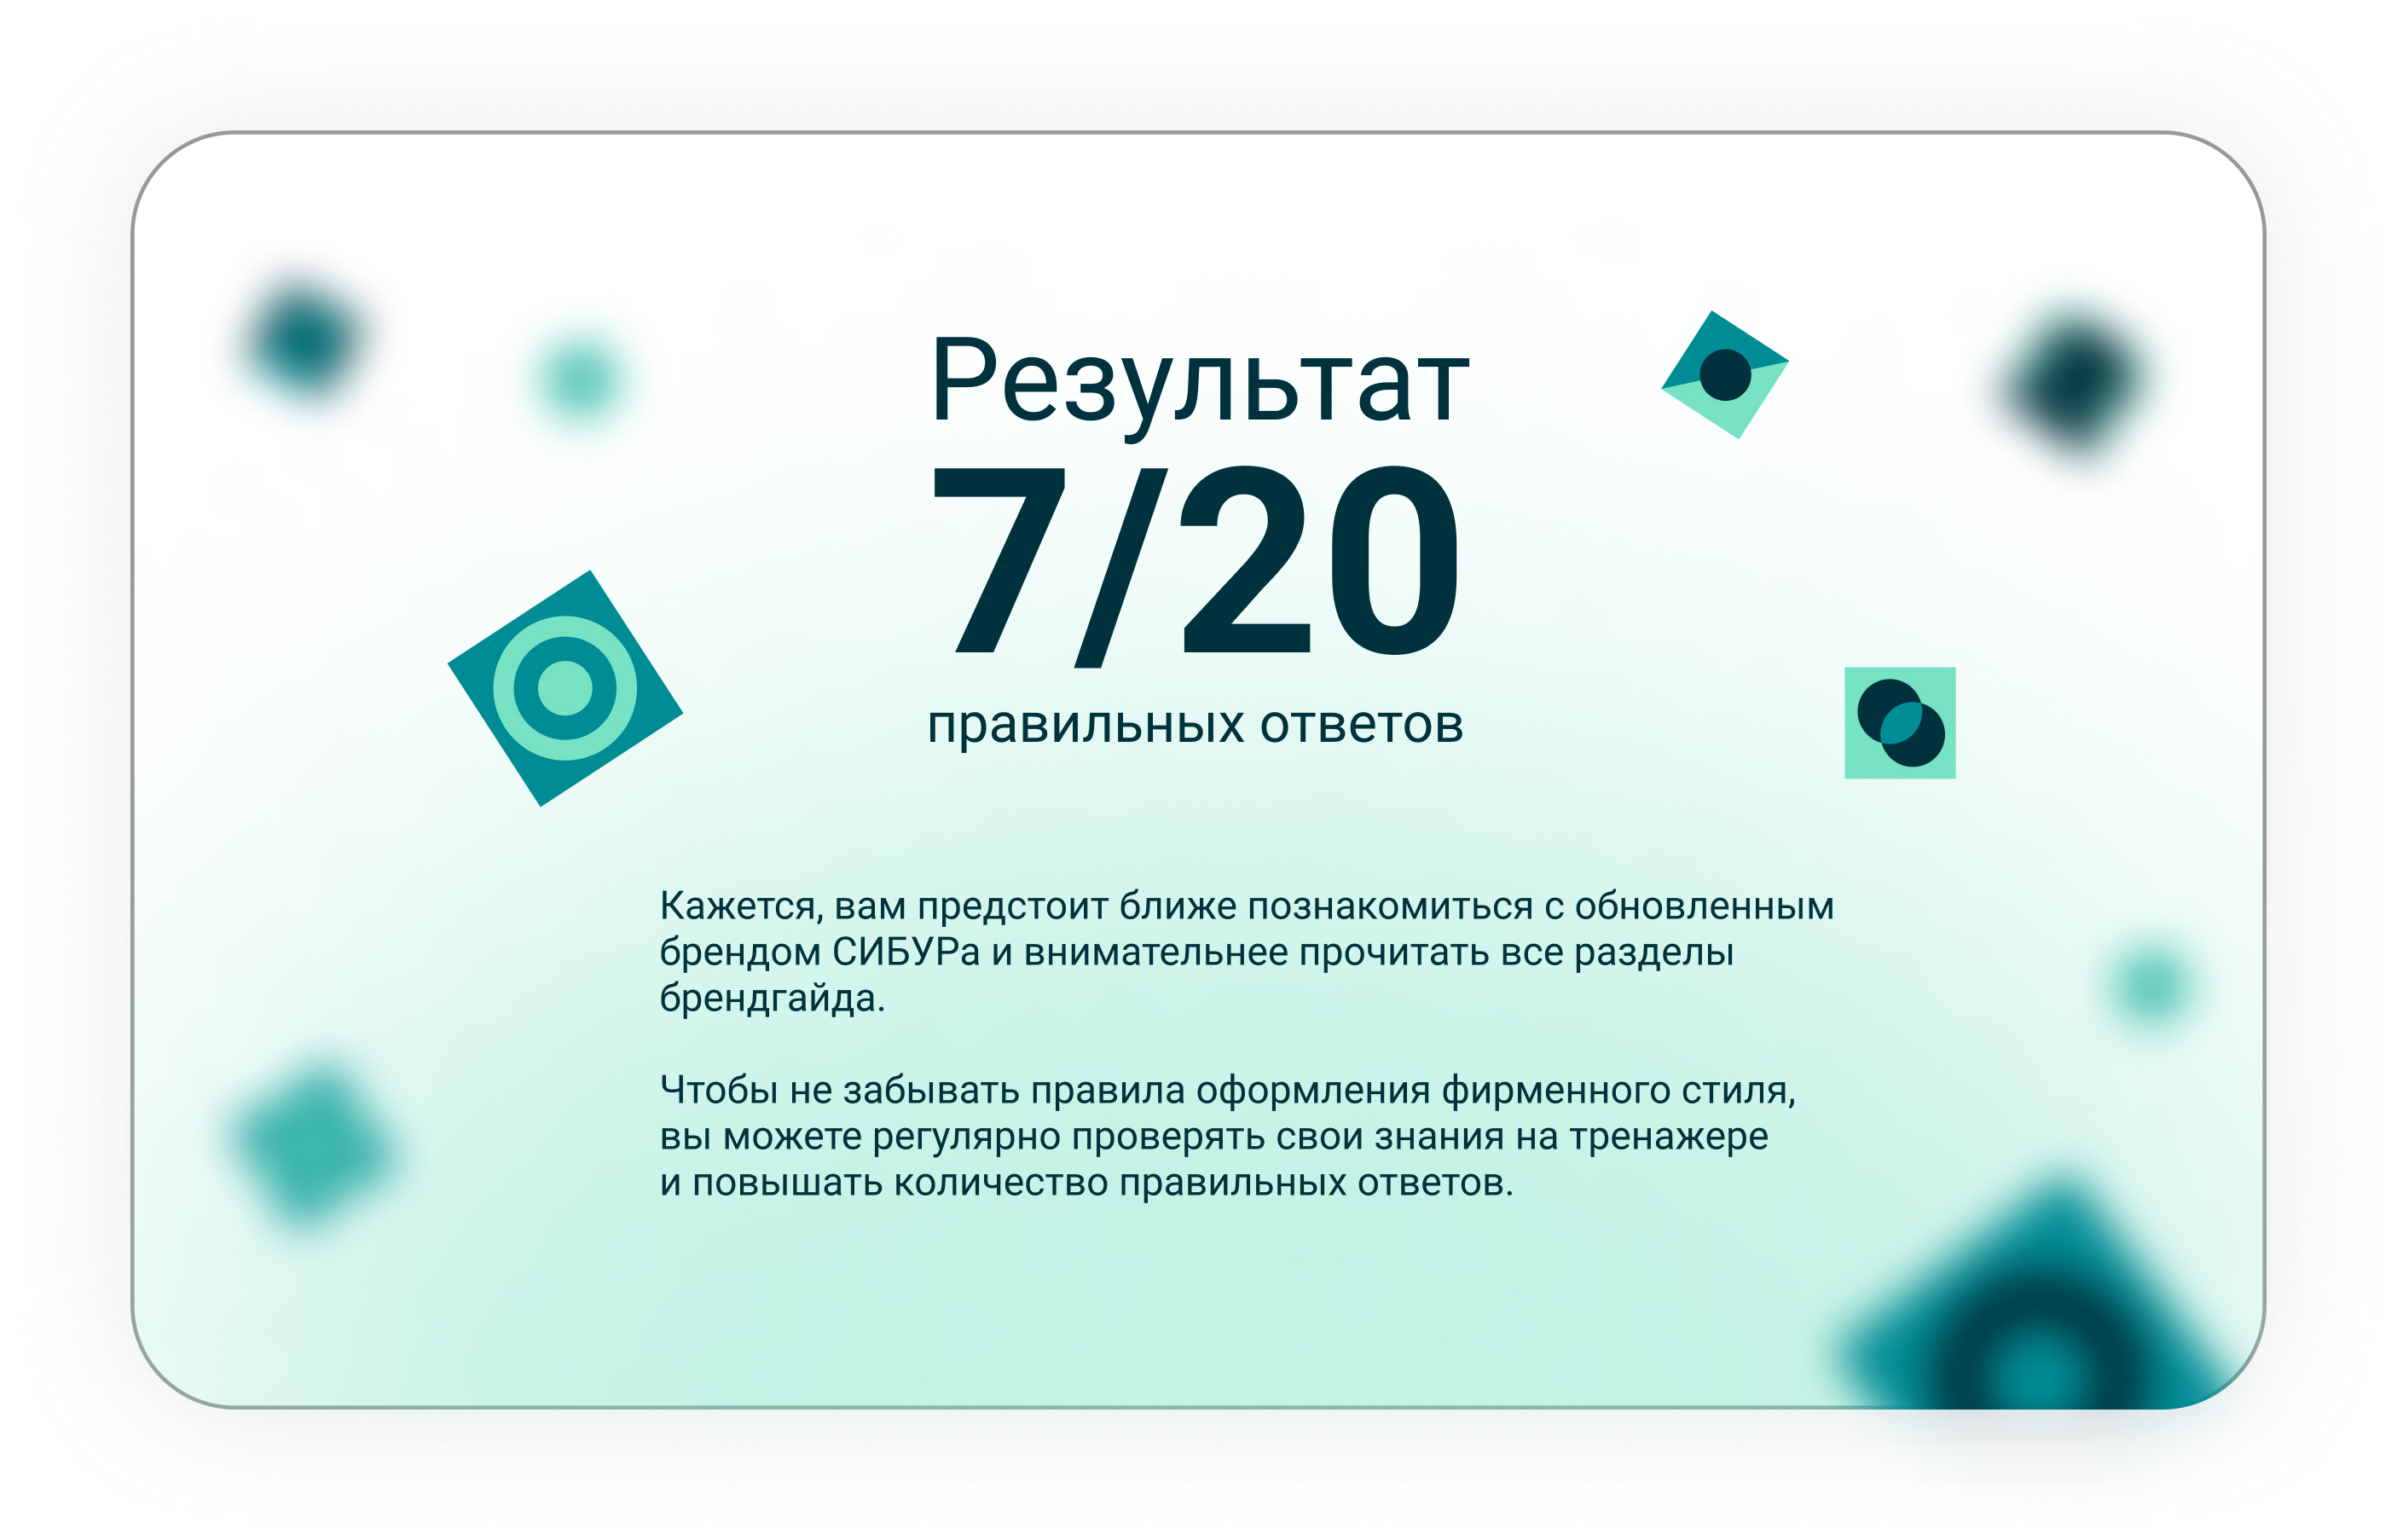 Результат
7/20
правильных ответов
Кажется, вам предстоит ближе познакомиться с обновленным
брендом СИБУРа и внимательнее прочитать все разделы
брендгайда.
Чтобы не забывать правила оформления фирменного стиля,
вы можете регулярно проверять свои знания на тренажере
и повышать количество правильных ответов.